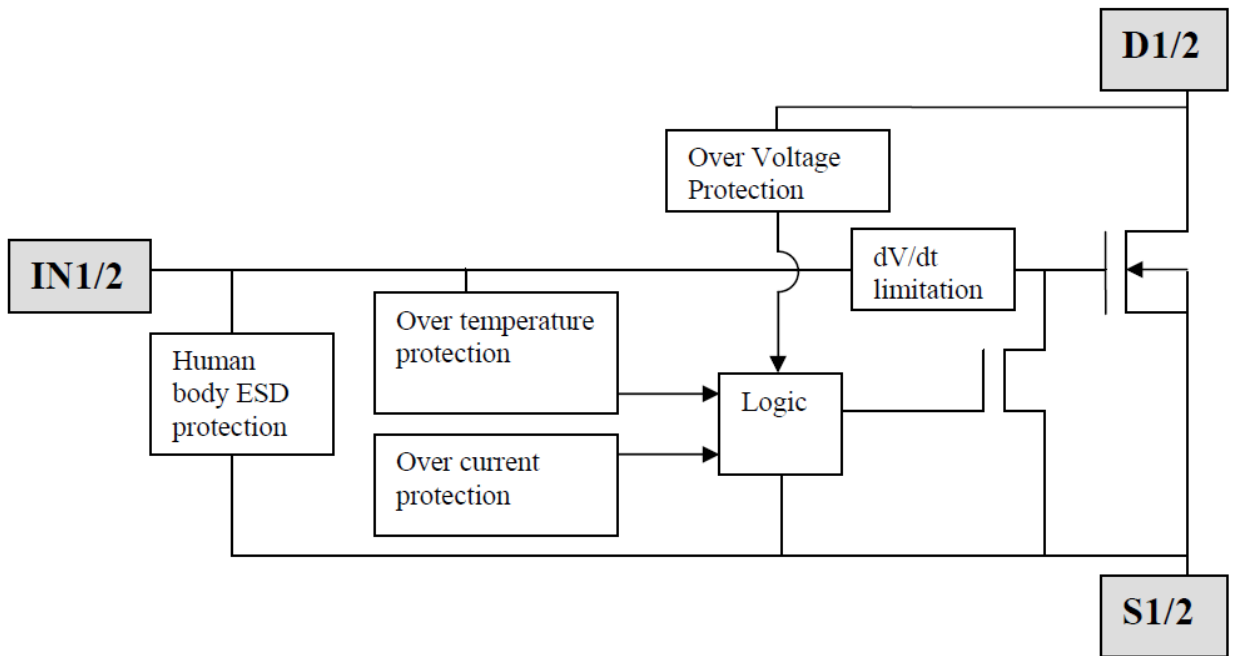 D1/2
Over Voltage
Protection
IN1/2
dV/dt
limitation
Over temperature
protection
Human
body ESD
protection
Logic
Over current
protection
S1/2